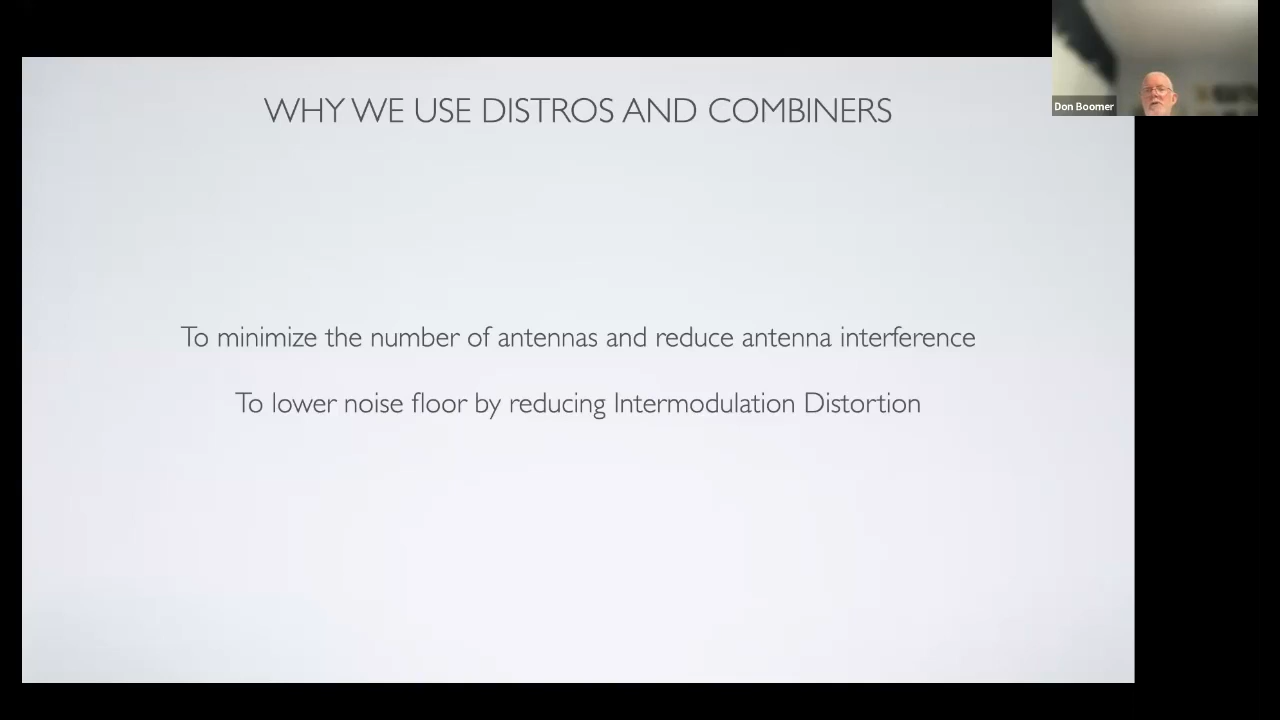 WHY WE USE DISTROS AND COMBINERS
Don Boomer
To minimize the number of antennas and reduce antenna interference
To lower noise floor by reducing Intermodulation Distortion